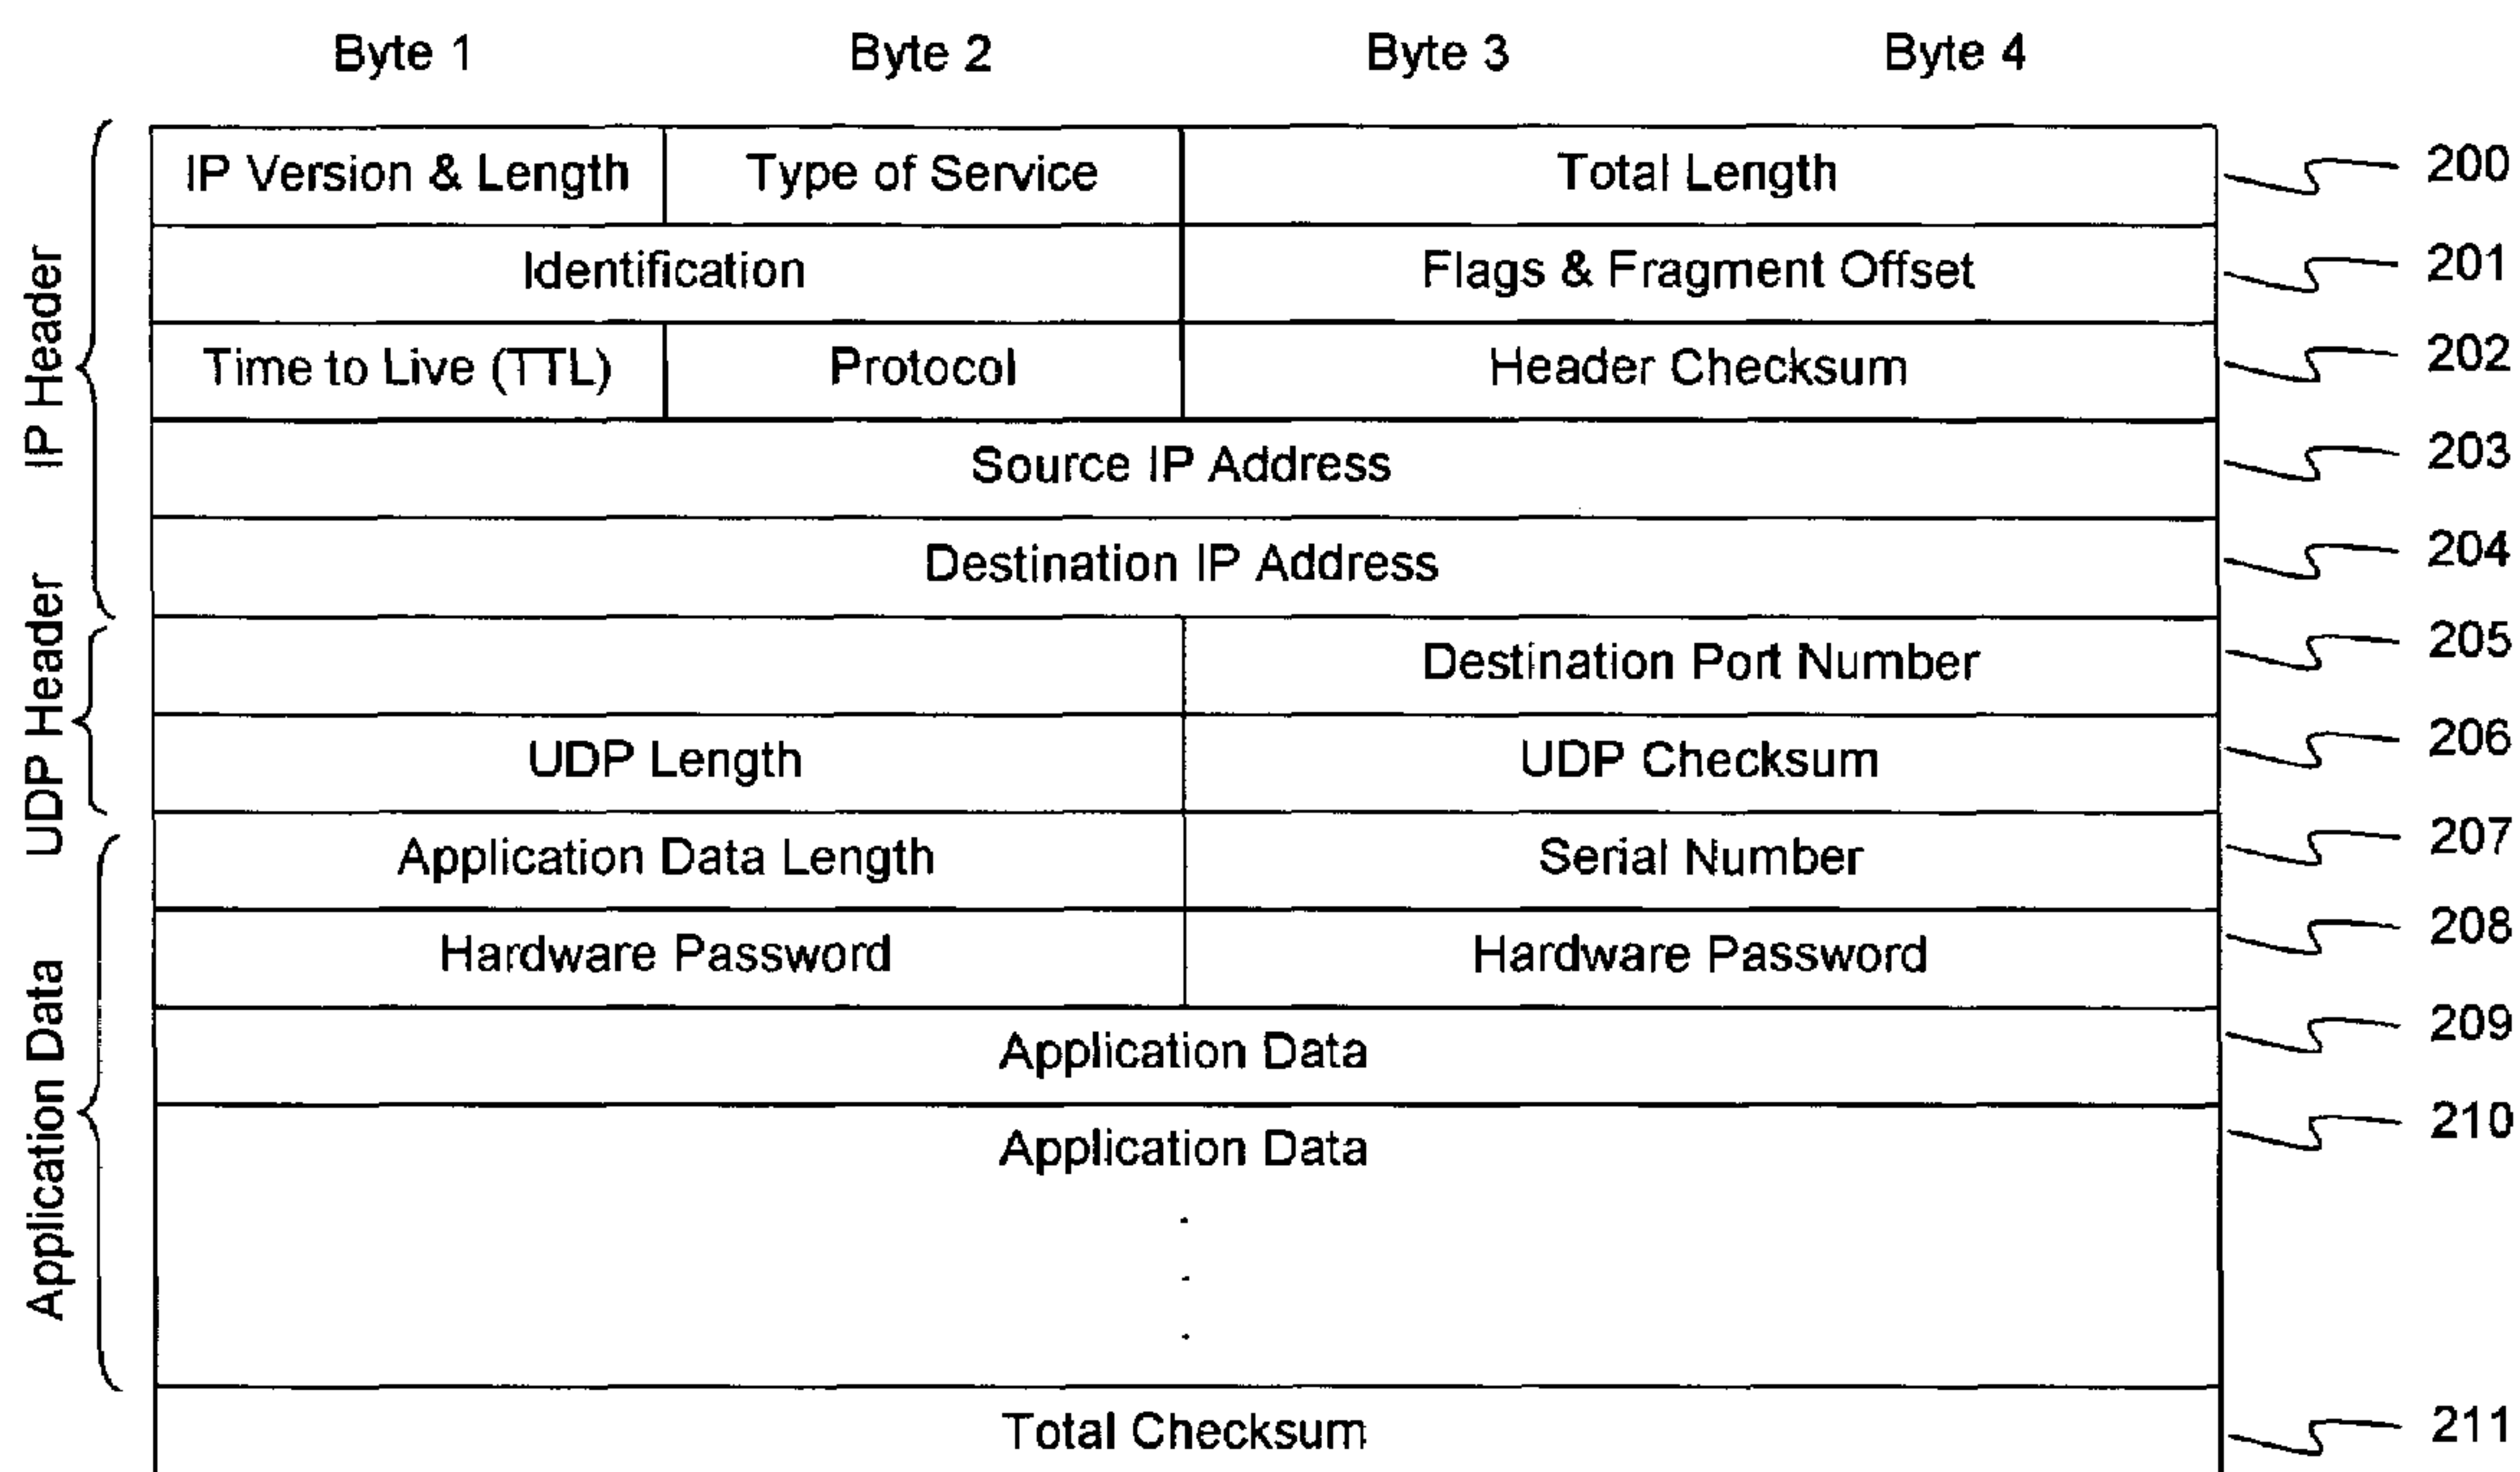 Byte 1 Byte 2 Byte 3 Byte 4
IP Header
IP Version & Length Type of Service Total Length 200
Identification Flags & Fragment Offset 201
Time to Live (TTL) Protocol Header Checksum 202
Source IP Address 203
Destination IP Address 204
UDP Header
Destination Port Number 205
UDP Length UDP Checksum 206
Application Data
Application Data Length Serial Number 207
Hardware Password Hardware Password 208
Application Data 209
Application Data 210
Total Checksum 211